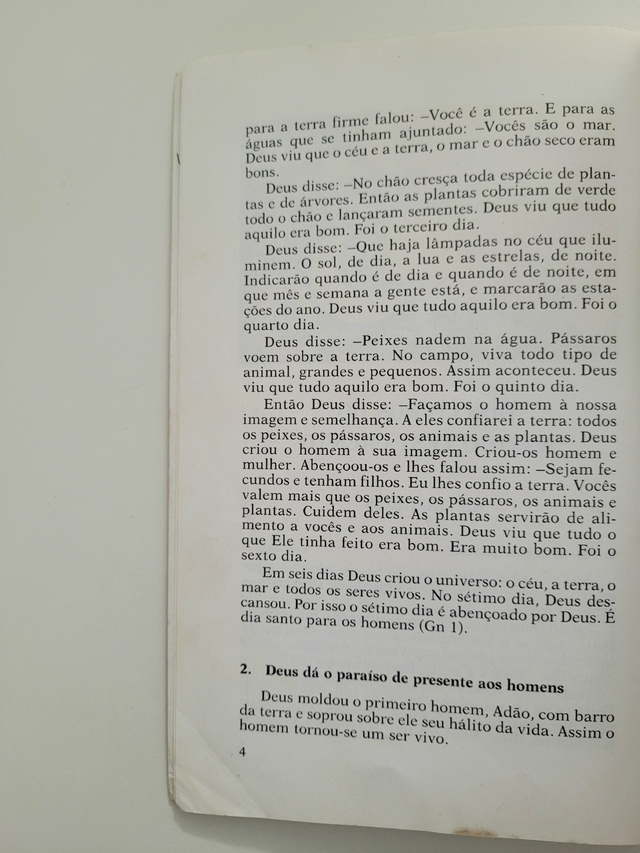 para a terra firme falou: –Você é a terra. E para as
águas que se tinham ajuntado: –Vocês são o mar.
Deus viu que o céu e a terra, o mar e o chão seco eram
bons.
Deus disse: –No chão cresça toda espécie de plan-
tas e de árvores. Então as plantas cobriram de verde
todo o chão e lançaram sementes. Deus viu que tudo
aquilo era bom. Foi o terceiro dia.
Deus disse: –Que haja lâmpadas no céu que ilu-
minem. O sol, de dia, a lua e as estrelas, de noite.
Indicarão quando é de dia e quando é de noite, em
que mês e semana a gente está, e marcarão as esta-
ções do ano. Deus viu que tudo aquilo era bom. Foi o
quarto dia.
Deus disse: –Peixes nadem na água. Pássaros
voem sobre a terra. No campo, viva todo tipo de
animal, grandes e pequenos. Assim aconteceu. Deus
viu que tudo aquilo era bom. Foi o quinto dia.
Então Deus disse: –Façamos o homem à nossa
imagem e semelhança. A eles confiarei a terra: todos
os peixes, os pássaros, os animais e as plantas. Deus
criou o homem à sua imagem. Criou-os homem e
mulher. Abençoou-os e lhes falou assim: –Sejam fe-
cundos e tenham filhos. Eu lhes confio a terra. Vocês
valem mais que os peixes, os pássaros, os animais e
plantas. Cuidem deles. As plantas servirão de ali-
mento a vocês e aos animais. Deus viu que tudo o
que Ele tinha feito era bom. Era muito bom. Foi o
sexto dia.
Em seis dias Deus criou o universo: o céu, a terra, o
mar e todos os seres vivos. No sétimo dia, Deus des-
cansou. Por isso o sétimo dia é abençoado por Deus. É
dia santo para os homens (Gn 1).
2. Deus dá o paraíso de presente aos homens
Deus moldou o primeiro homem, Adão, com barro
da terra e soprou sobre ele seu hálito da vida. Assim o
homem tornou-se um ser vivo.
4